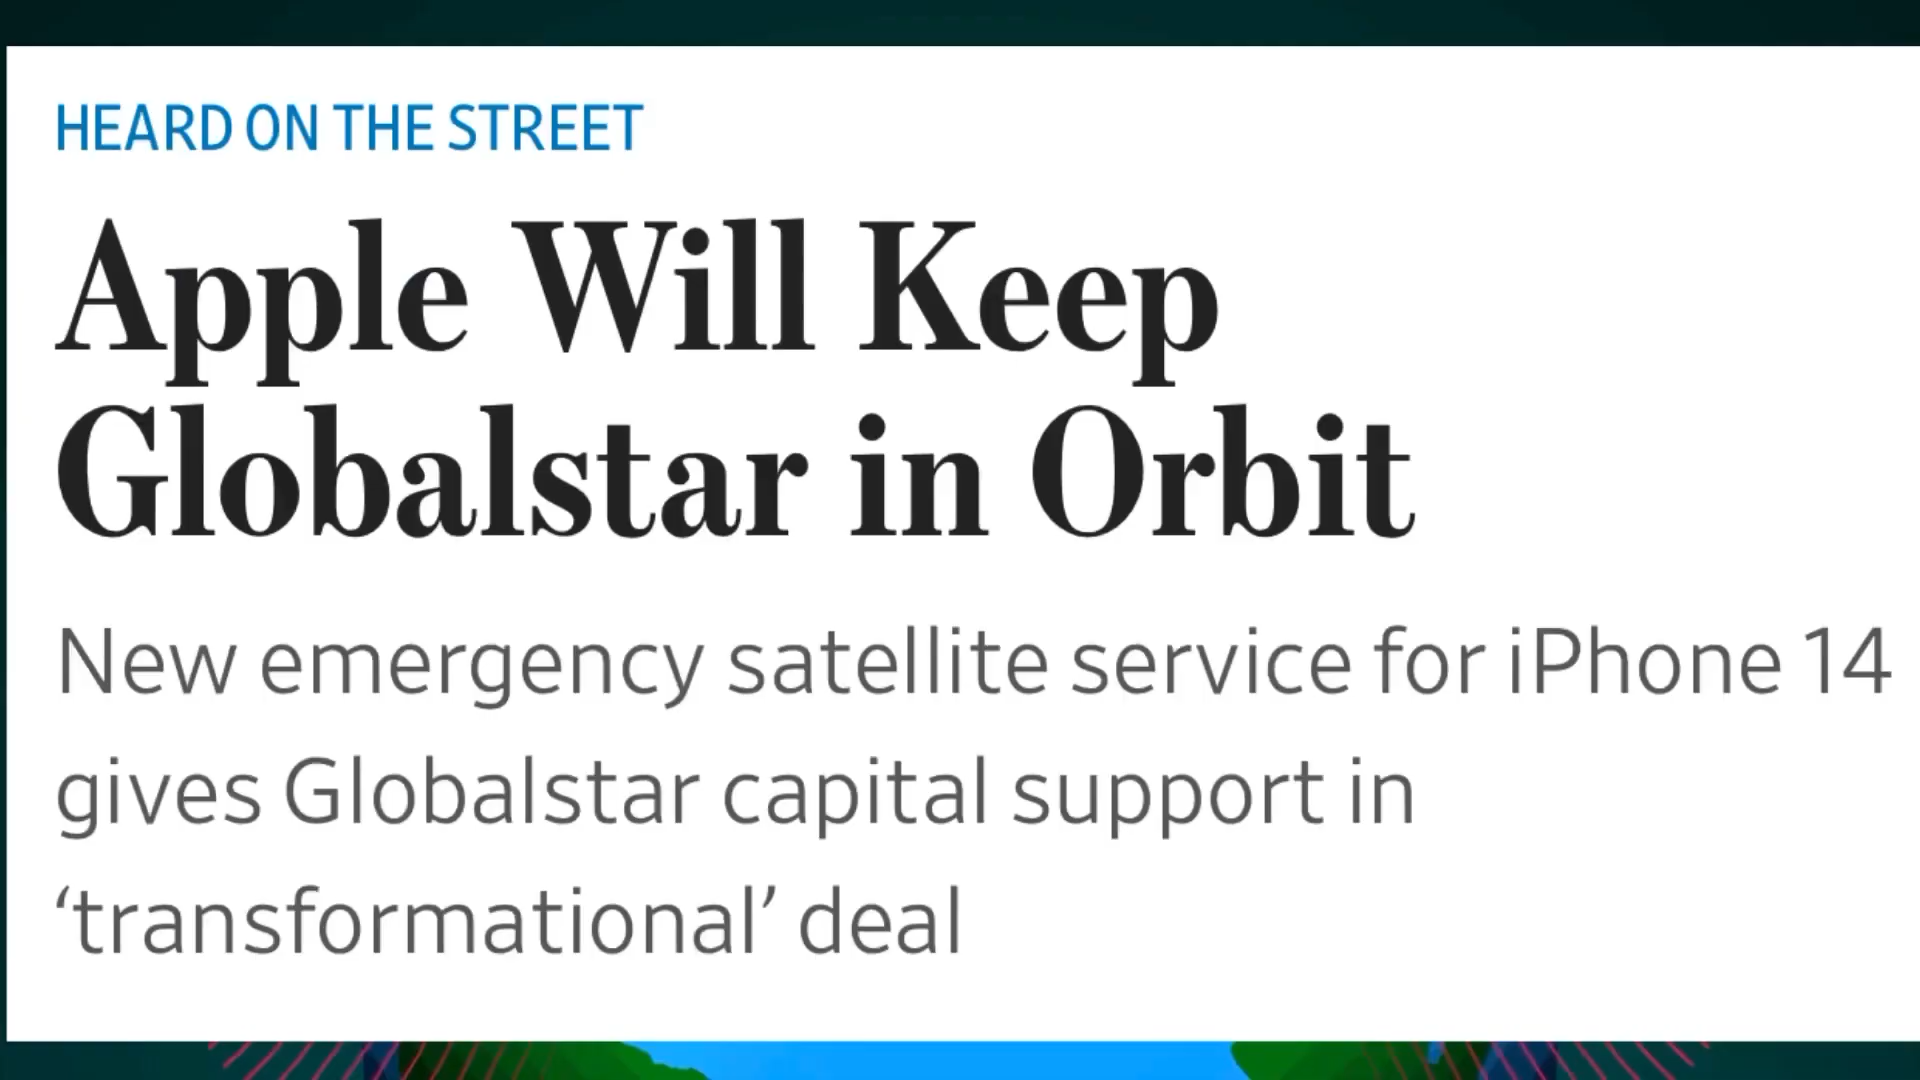 HEARD ON THE STREET
Apple Will Keep
Globalstar in Orbit
New emergency satellite service for iPhone 14
gives Globalstar capital support in
‘transformational’ deal